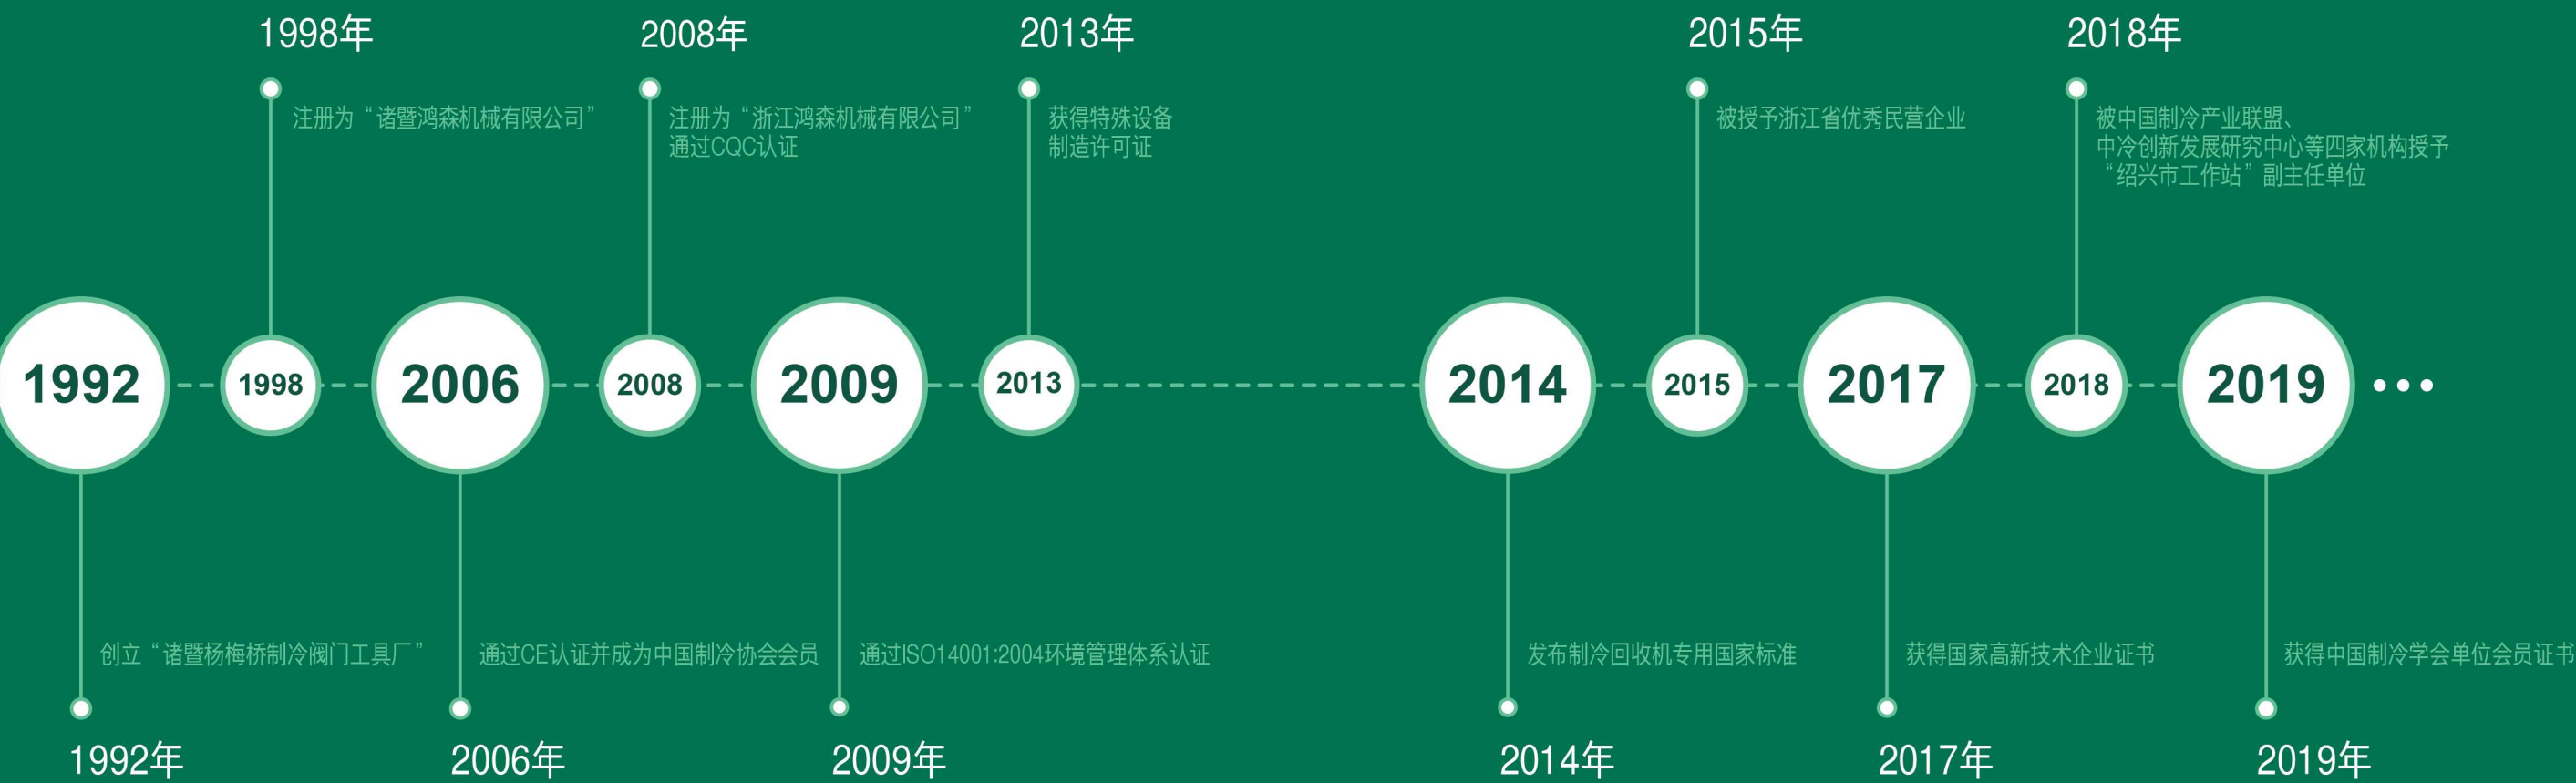 1998年
2008年
2013年
2015年
2018年
注册为“诸暨鸿森机械有限公司”
注册为“浙江鸿森机械有限公司”
通过CQC认证
获得特殊设备
制造许可证
被授予浙江省优秀民营企业
被中国制冷产业联盟、
中冷创新发展研究中心等四家机构授予
“绍兴市工作站”副主任单位
1992
1998
2006
2008
2009
2013
2014
2015
2017
2018
2019
创立“诸暨杨梅桥制冷阀门工具厂”
通过CE认证并成为中国制冷协会会员
通过ISO14001:2004环境管理体系认证
发布制冷回收机专用国家标准
获得国家高新技术企业证书
获得中国制冷学会单位会员证书
1992年
2006年
2009年
2014年
2017年
2019年